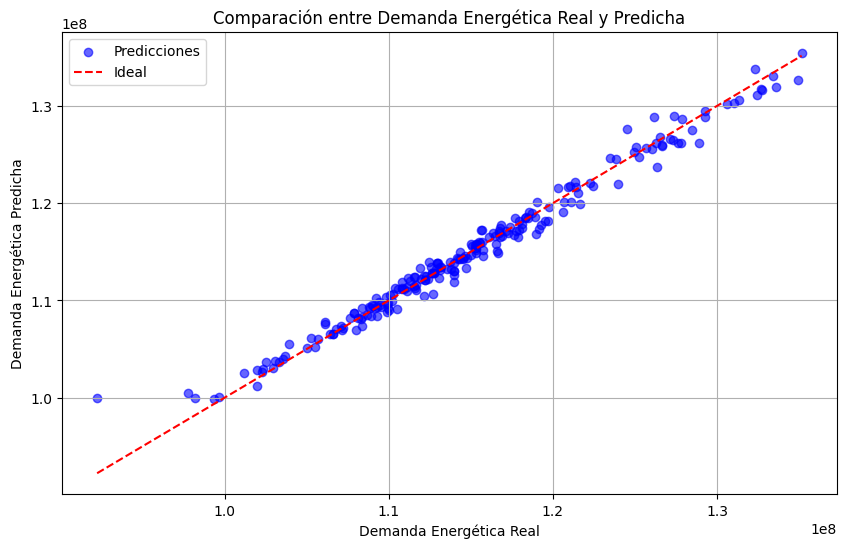 Comparación entre Demanda Energética Real y Predicha
1e8
Predicciones
Ideal
1.3
1.2
1.1
1.0
Demanda Energética Predicha
1.0 1.1 1.2 1.3
1e8
Demanda Energética Real